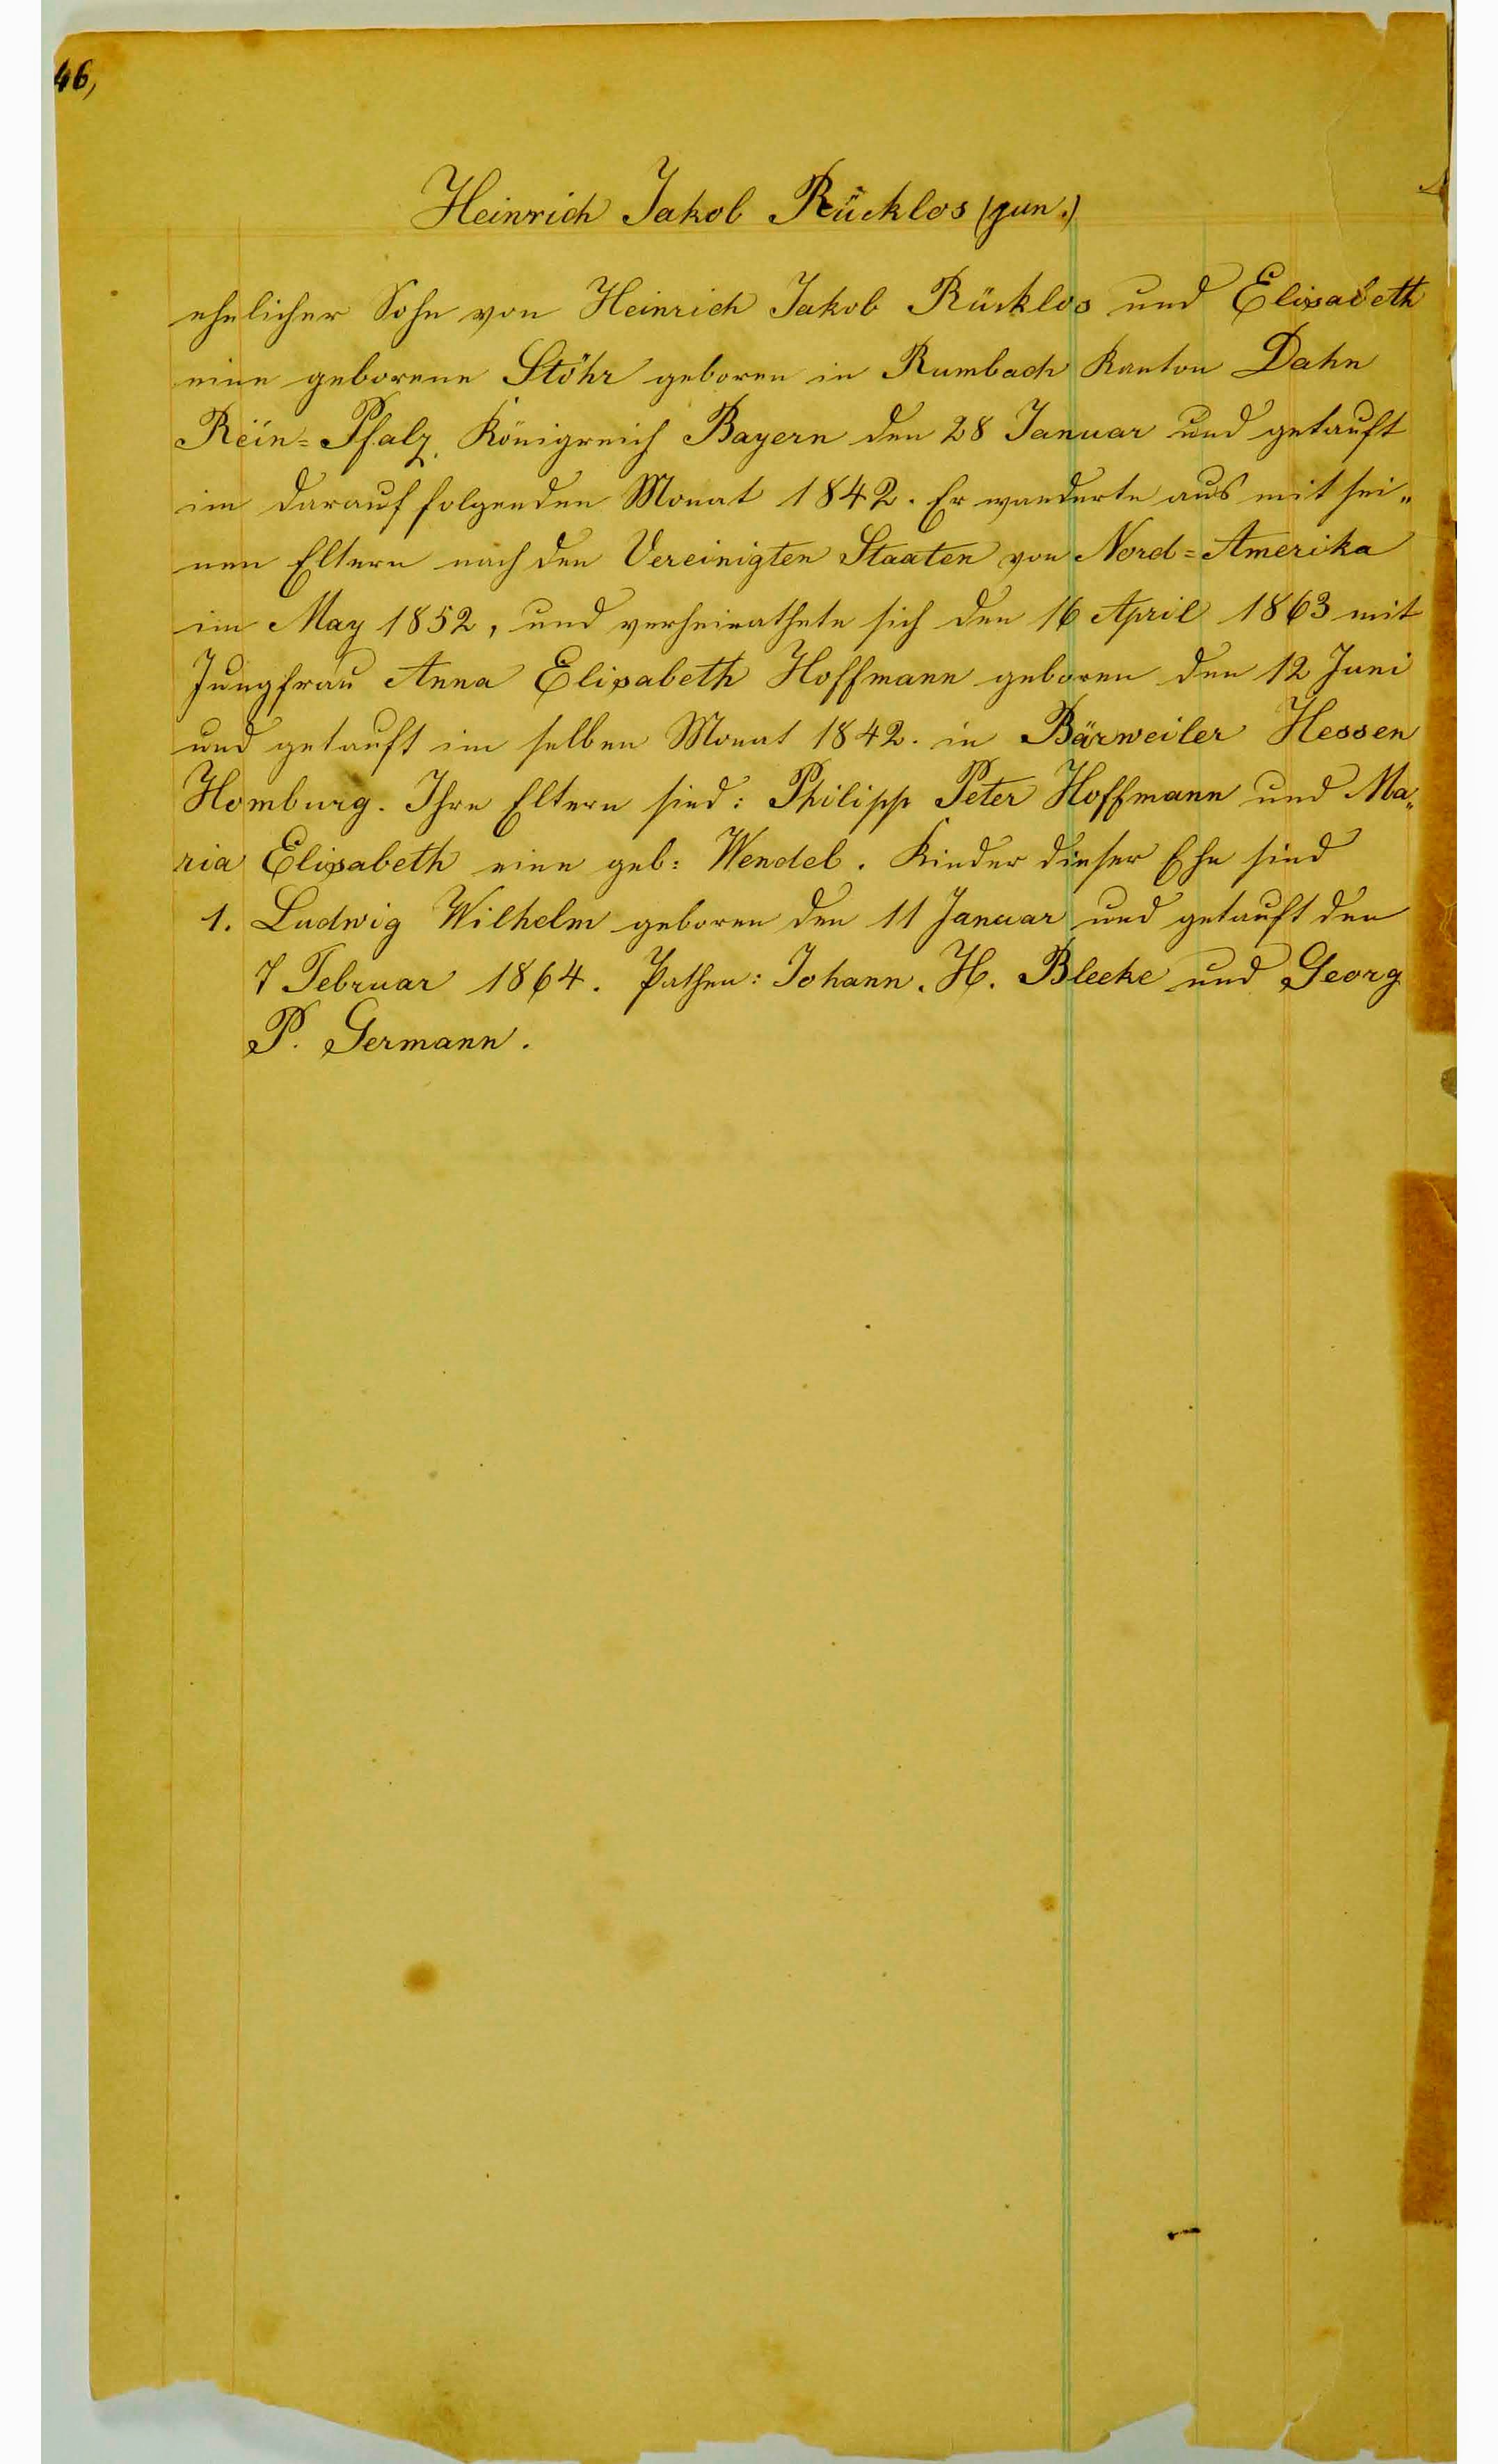 46,
Heinrich Jakob Rücklos (jun.)
ehelicher Sohn von Heinrich Jakob Rücklos und Elisabeth
eine geborene Stöhr geboren in Rumbach Kanton Dahn
Rein=Pfalz, Königreich Bayern den 28 Januar und getauft
im darauf folgenden Monat 1842. Er wanderte aus mit sei„
nen Eltern nach den Vereinigten Staaten von Nord=Amerika
im May 1852, und verheirathete sich den 16 April 1863 mit
Jungfrau Anna Elisabeth Hoffmann geboren den 12 Juni
und getauft im selben Monat 1842. in Bärweiler Hessen
Homburg. Ihre Eltern sind: Philipp Peter Hoffmann und Ma„
ria Elisabeth eine geb: Wendel. Kinder dieser Ehe sind
1. Ludwig Wilhelm geboren den 11 Januar und getauft den
7 Februar 1864. Pathen: Johann. H. Bleeke und Georg
P. Germann.